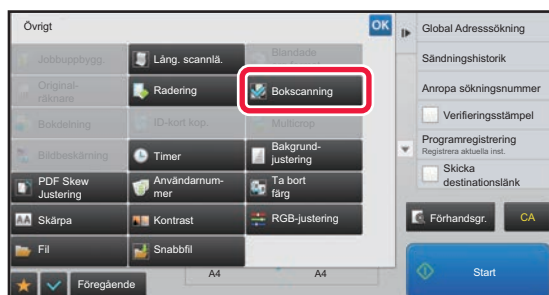 Övrigt
OK
Jobbuppbygg.
Lång. scannlä.
Blandade
Original-
räknare
Radering
Bokscanning
Bokdelning
ID-kort kop.
Multicrop
Bildbeskärning
Timer
Bakgrund-
justering
PDF Skew
Justering
Användarnum-
mer
Ta bort
färg
Skärpa
Kontrast
RGB-justering
Fil
Snabbfil
Föregående
A4
A4
Global Adresssökning
Sändningshistorik
Anropa sökningsnummer
Verifieringsstämpel
Programregistrering
Registrera aktuella inst.
Skicka
destinationslänk
Förhandsgr.
CA
Start